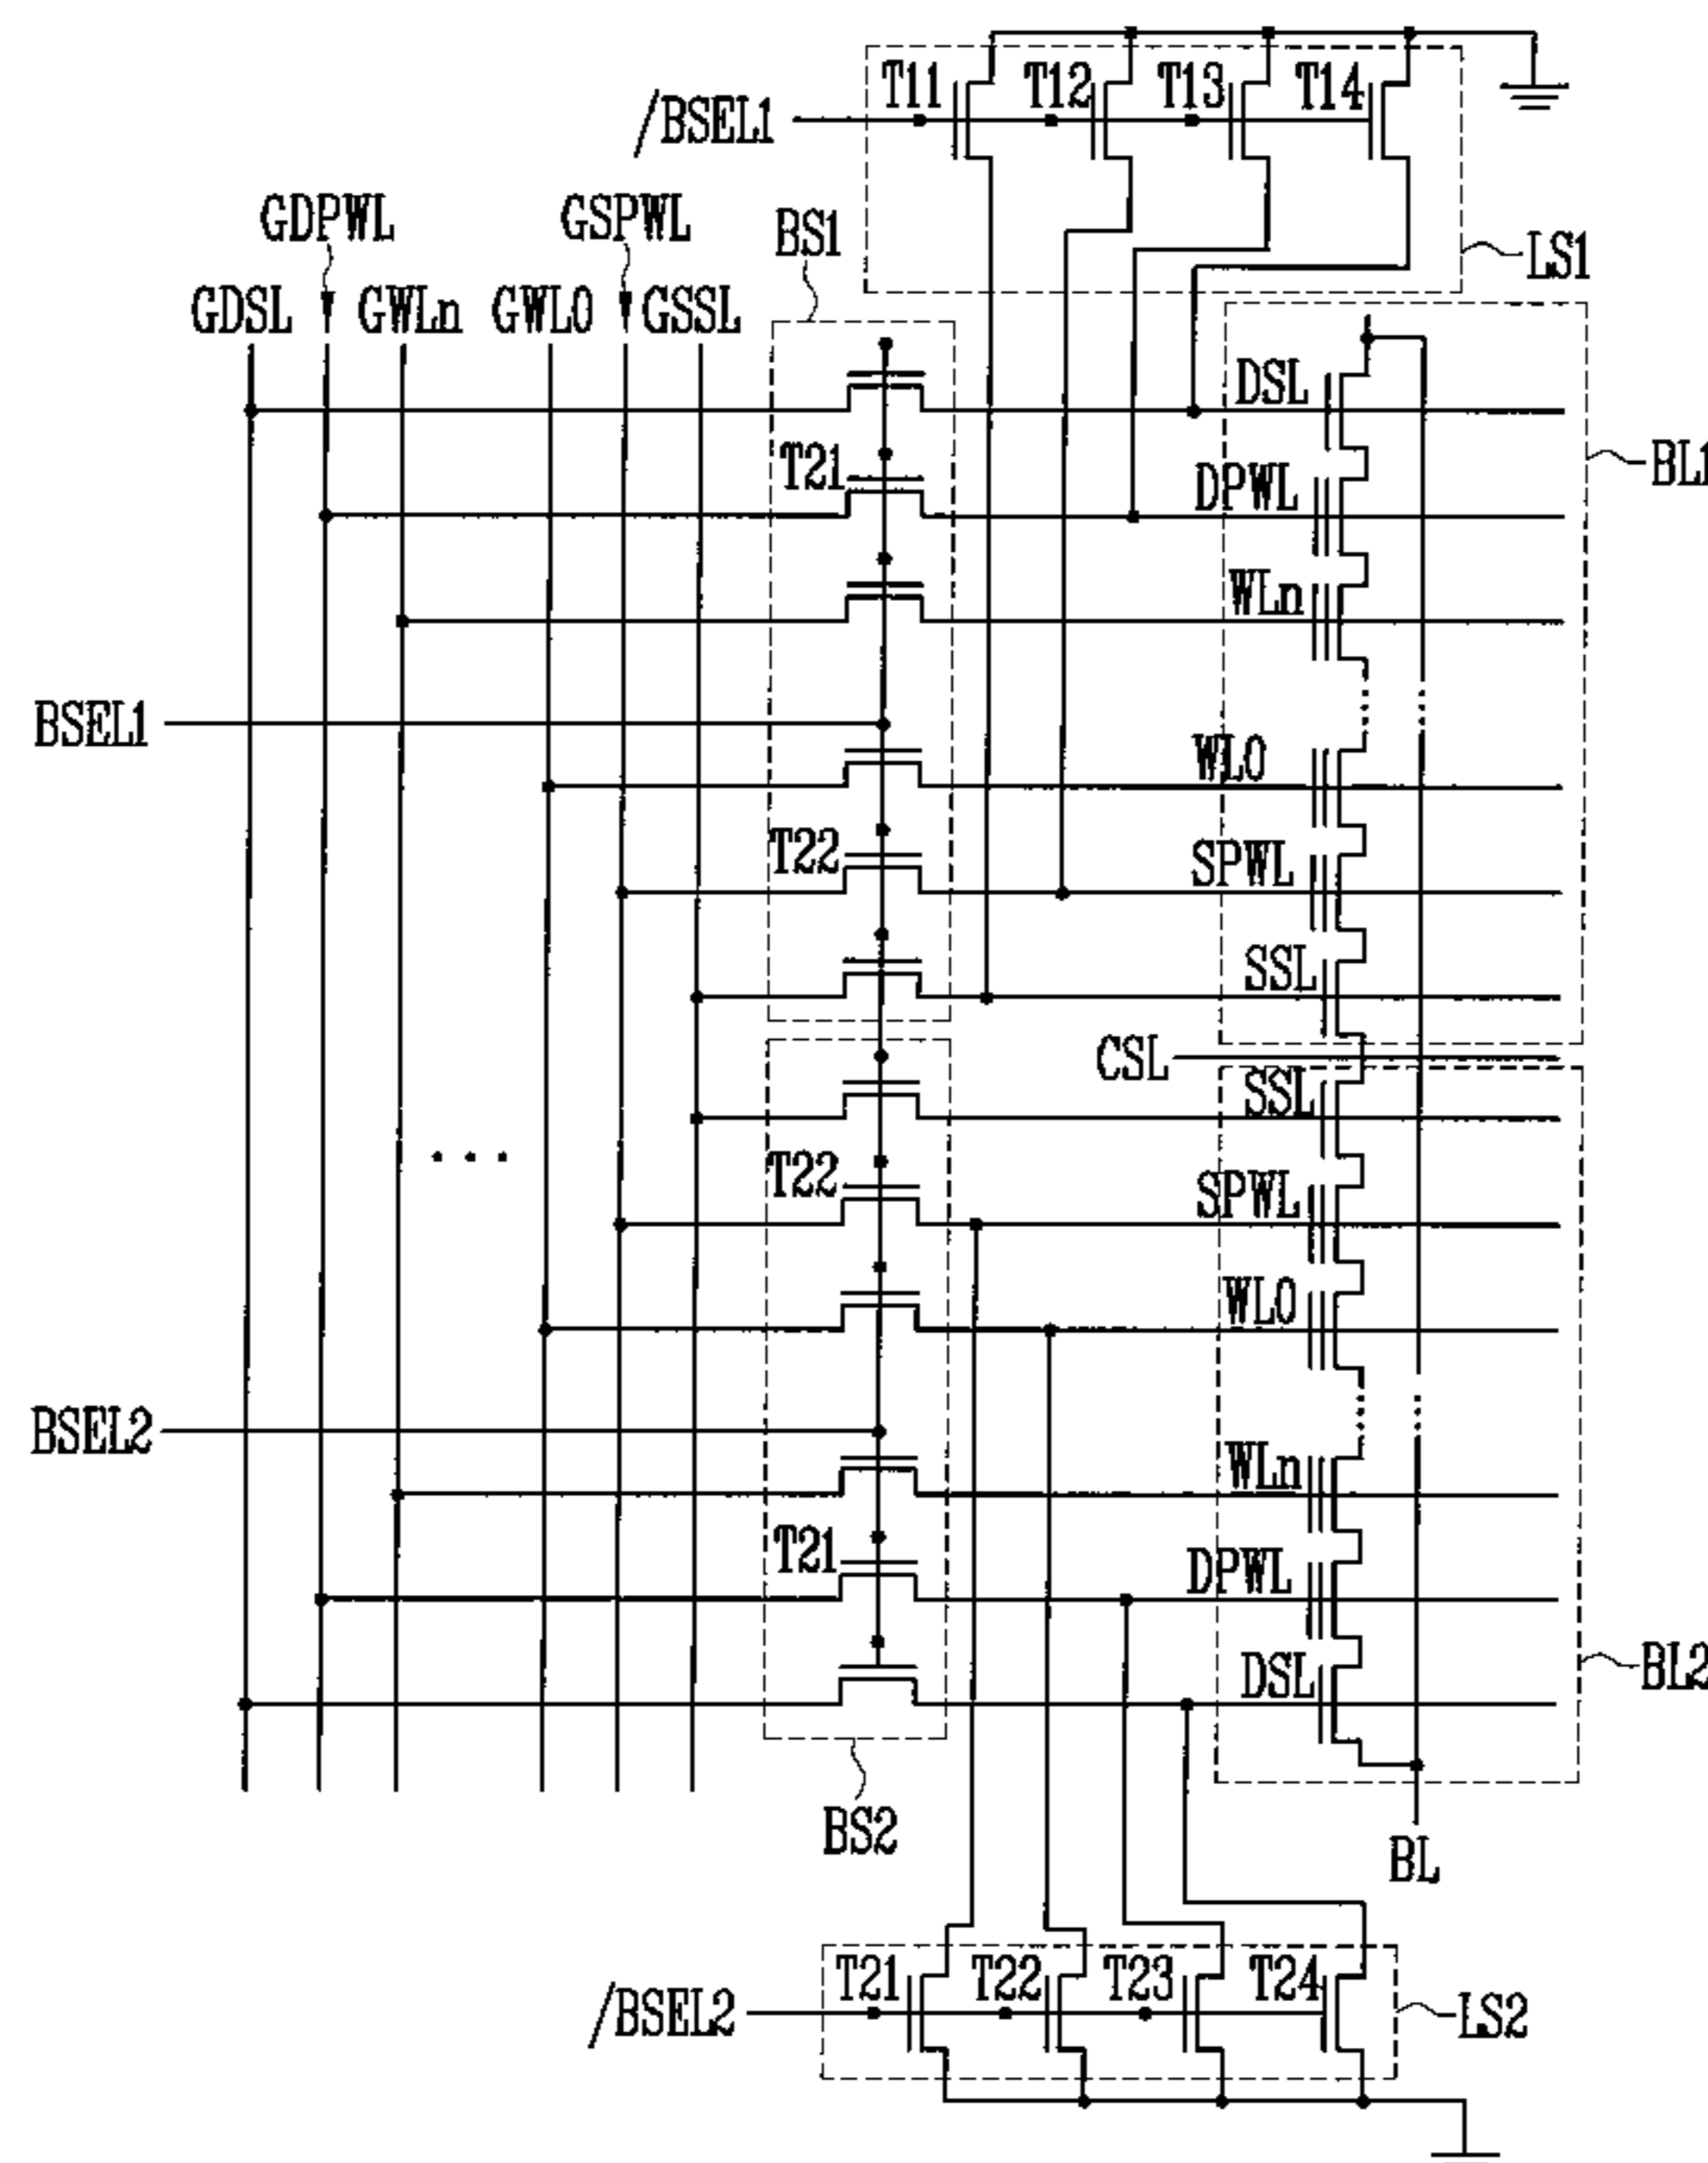 T11 T12 T13 T14
/BSEL1
LS1
GDPWL GSPWL BS1
GDSL GWLn GWL0 GSSL
DSL
BL1
T21 DPWL
WLn
BSEL1
WL0
T22 SPWL
SSL
CSL
SSL
T22 SPWL
WL0
BSEL2
WLn
T21 DPWL
DSL
BL2
BS2
BL
T21 T22 T23 T24
/BSEL2
LS2